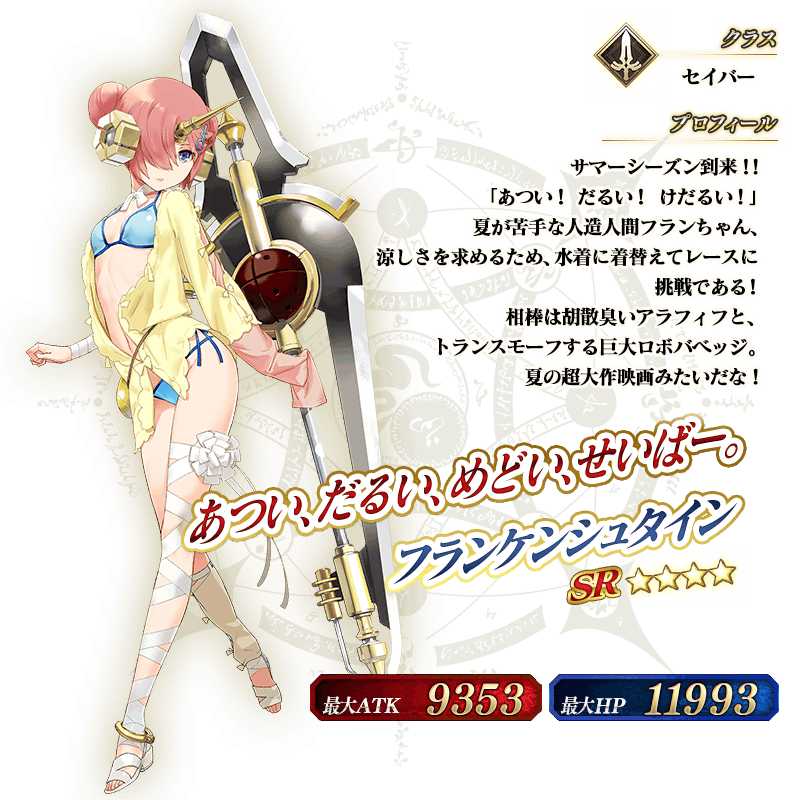 クラス
セイバー
プロフィール
サマーシーズン到来！！
「あつい！ だるい！ けだるい！」
夏が苦手な人造人間フランちゃん、
涼しさを求めるため、水着に着替えてレースに
挑戦である！
相棒は胡散臭いアラフィフと、
トランスモーフする巨大ロボバベッジ。
夏の超大作映画みたいだな！
あつい、だるい、めどい、せいばー。
フランケンシュタイン
SR ☆☆☆☆
最大ATK 9353
最大HP 11993